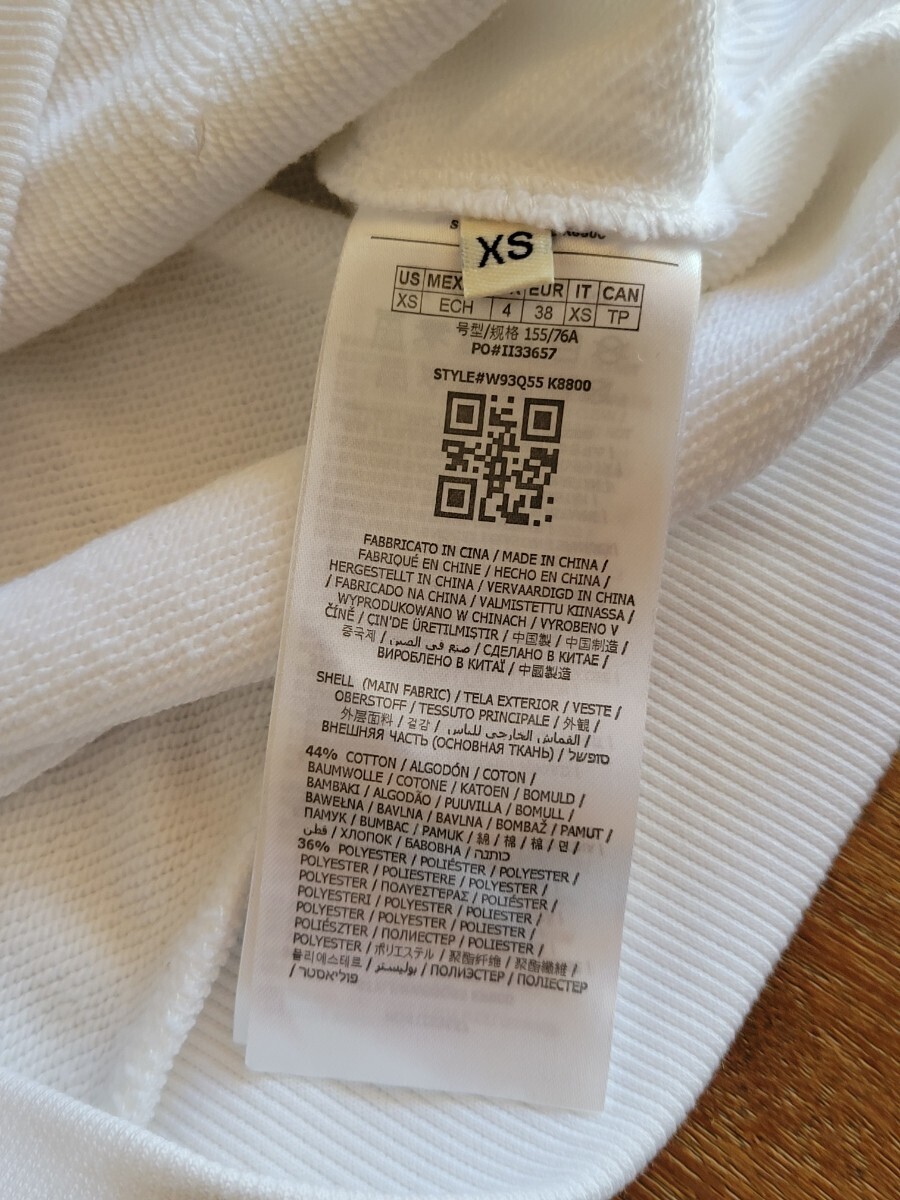 XS
US MEX EUR IT CAN
XS ECH 4 38 XS TP
号型/规格 155/76A
PO#II33657
STYLE#W93Q55 K8800
FABBRICATO IN CINA / MADE IN CHINA /
FABRIQUÉ EN CHINE / HECHO EN CHINA /
HERGESTELLT IN CHINA / VERVAARDIGD IN CHINA
/ FABRICADO NA CHINA / VALMISTETTU KIINASSA /
WYPRODUKOWANO W CHINACH / VYROBENO V
ČÍNĚ / ÇIN'DE ÜRETILMIŞTIR / 中国製 / 中国制造 /
중국제 / صنع في الصين / СДЕЛАНО В КИТАЕ /
ВИРОБЛЕНО В КИТАЇ / 中國製造
SHELL (MAIN FABRIC) / TELA EXTERIOR / VESTE /
OBERSTOFF / TESSUTO PRINCIPALE / 外観 /
外层面料 / 겉감 / القماش الخارجي للباس /
ВНЕШНЯЯ ЧАСТЬ (ОСНОВНАЯ ТКАНЬ) / סופשל
44% COTTON / ALGODÓN / COTON /
BAUMWOLLE / COTONE / KATOEN / BOMULD /
BAMBAKI / ALGODÃO / PUUVILLA / BOMULL /
BAWEŁNA / BAVLNA / BAVLNA / BOMBAŽ / PAMUT /
ПАМУК / BUMBAC / PAMUK / 綿 / 棉 / 棉 / 면 /
قطن / ХЛОПОК / БАВОВНА / כותנה
36% POLYESTER / POLIÉSTER / POLYESTER /
POLYESTER / POLIESTERE / POLYESTER /
POLYESTER / ΠΟΛΥΕΣΤΕΡΑΣ / POLIÉSTER /
POLYESTERI / POLYESTER / POLIESTER /
POLYESTER / POLYESTER / POLIESTER /
POLIÉSZTER / ПОЛИЕСТЕР / POLIESTER /
POLYESTER / ポリエステル / 聚酯纤维 / 聚酯纖維 /
폴리에스테르 / بوليستر / ПОЛИЭСТЕР / ПОЛІЕСТЕР
/ פוליאסטר